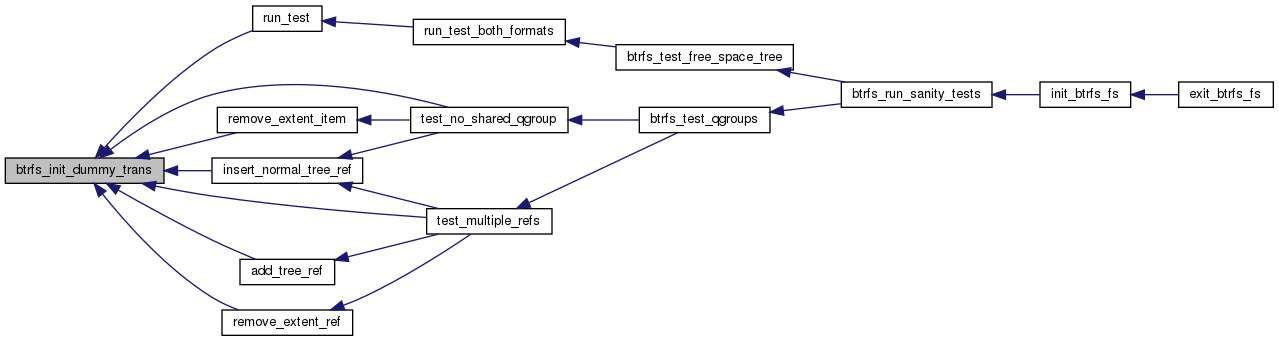 run_test
run_test_both_formats
btrfs_test_free_space_tree
btrfs_run_sanity_tests
init_btrfs_fs
exit_btrfs_fs
remove_extent_item
test_no_shared_qgroup
btrfs_test_qgroups
btrfs_init_dummy_trans
insert_normal_tree_ref
test_multiple_refs
add_tree_ref
remove_extent_ref